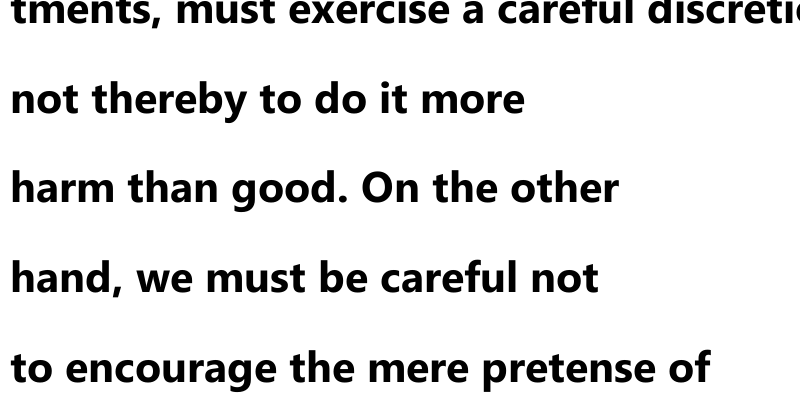 tments, must exercise a careful discreti
not thereby to do it more
harm than good. On the other
hand, we must be careful not
to encourage the mere pretense of